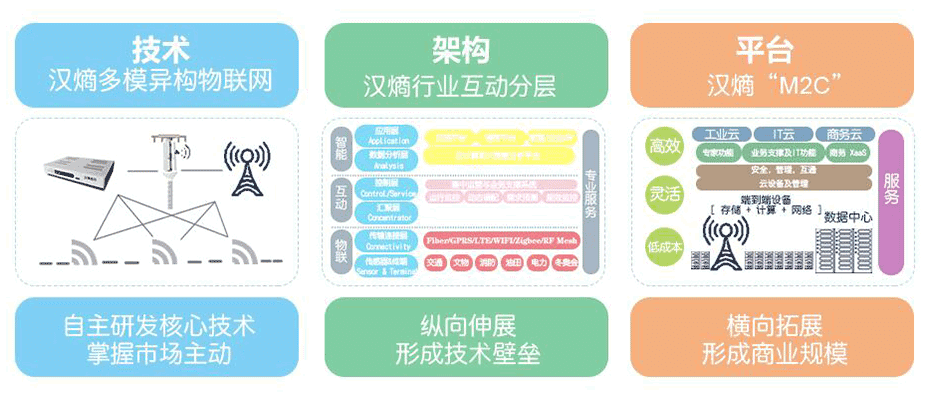 技术
汉熵多模异构物联网
自主研发核心技术
掌握市场主动
架构
汉熵行业互动分层
智能
互动
物联
应用层
Application
数据分析层
Analysis
控制层
Control/Service
汇聚层
Concentrator
传输连接层
Connectivity
传感器&终端
Sensor & Terminal
Fiber/GPRS/LTE/WIFI/Zigbee/RF Mesh
交通 文物 消防 油田 电力 冬奥会
专业服务
纵向伸展
形成技术壁垒
平台
汉熵“M2C”
高效
灵活
低成本
工业云 IT云 商务云
专家功能 业务支撑及IT功能 商务 XaaS
安全，管理，互通
云设备及管理
端到端设备
[ 存储 + 计算 + 网络 ]
数据中心
服务
横向拓展
形成商业规模